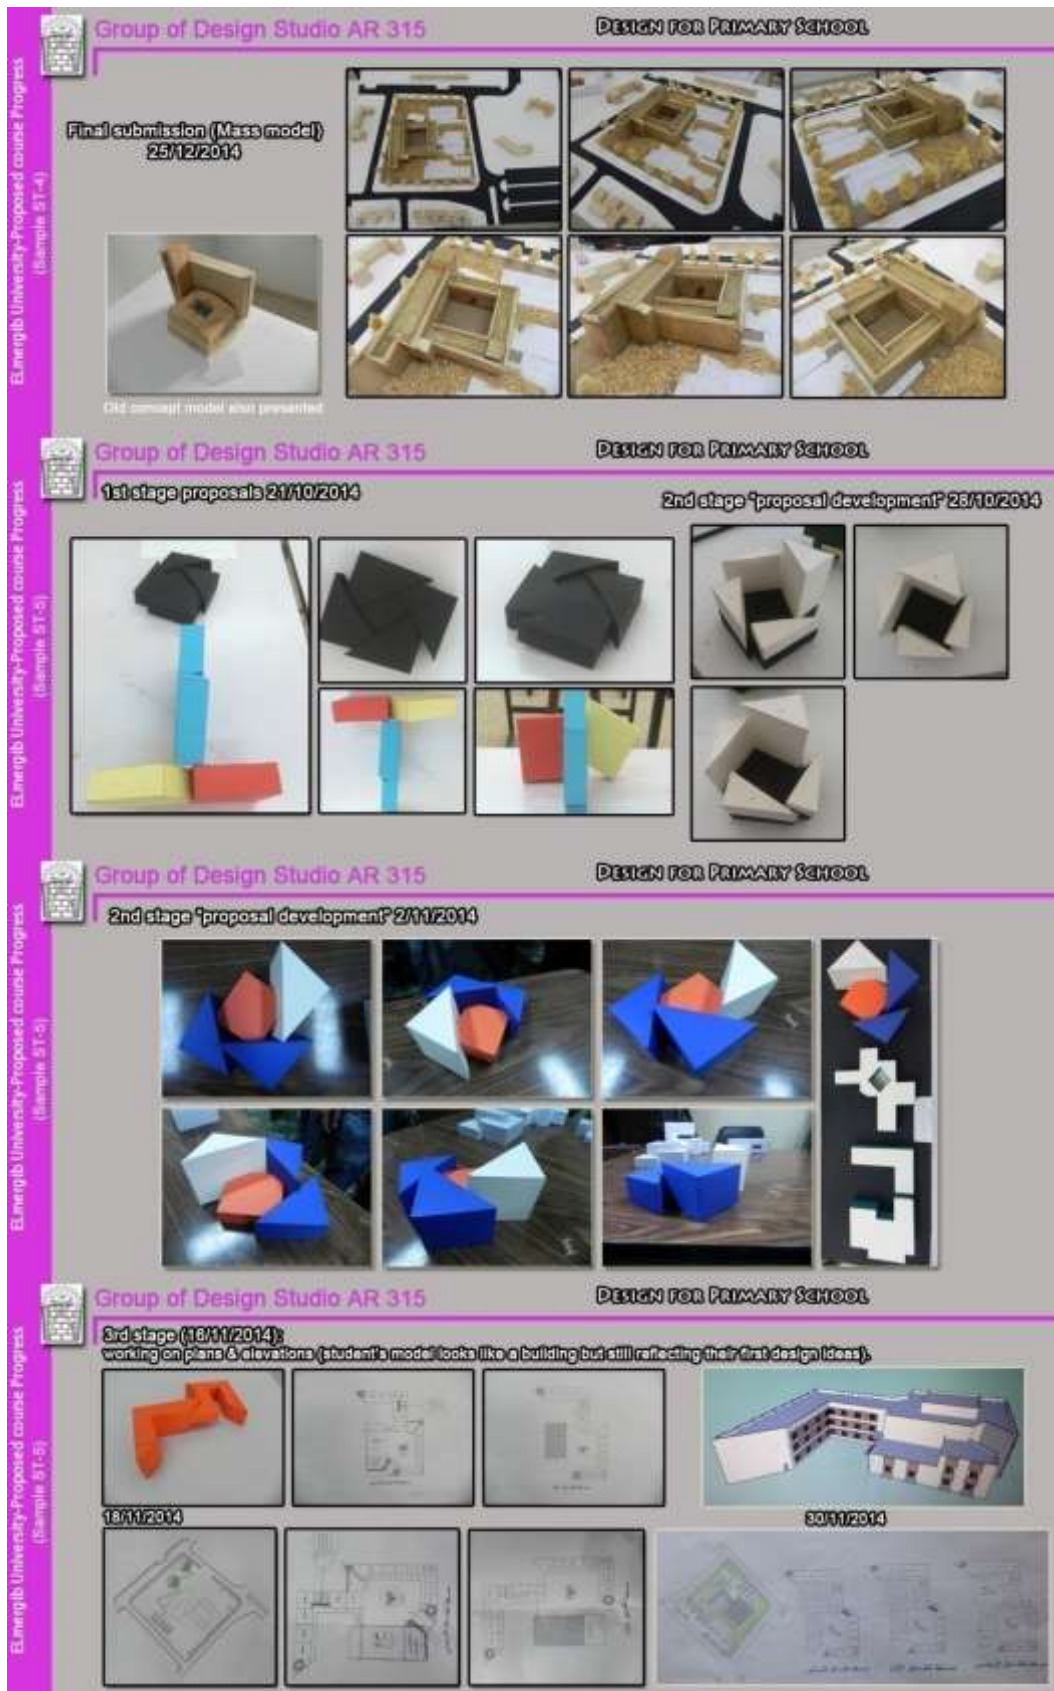 Group of Design Studio AR 315
DESIGN FOR PRIMARY SCHOOL
ELmergib University-Proposed course Progress
(Sample ST-4)
Final submission (Mass model)
25/12/2014
Old concept model also presented
Group of Design Studio AR 315
DESIGN FOR PRIMARY SCHOOL
ELmergib University-Proposed course Progress
(Sample ST-5)
1st stage proposals 21/10/2014
2nd stage "proposal development" 28/10/2014
Group of Design Studio AR 315
DESIGN FOR PRIMARY SCHOOL
ELmergib University-Proposed course Progress
(Sample ST-5)
2nd stage "proposal development" 2/11/2014
Group of Design Studio AR 315
DESIGN FOR PRIMARY SCHOOL
ELmergib University-Proposed course Progress
(Sample ST-5)
3rd stage (16/11/2014):
working on plans & elevations (student's model looks like a building but still reflecting their first design ideas).
18/11/2014
30/11/2014